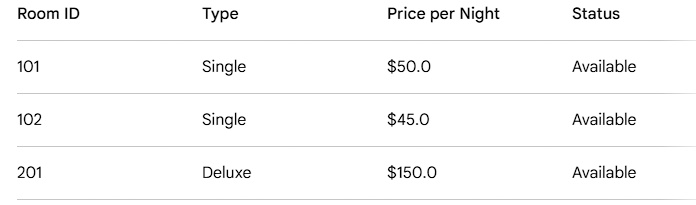 Room ID Type Price per Night Status
101 Single $50.0 Available
102 Single $45.0 Available
201 Deluxe $150.0 Available